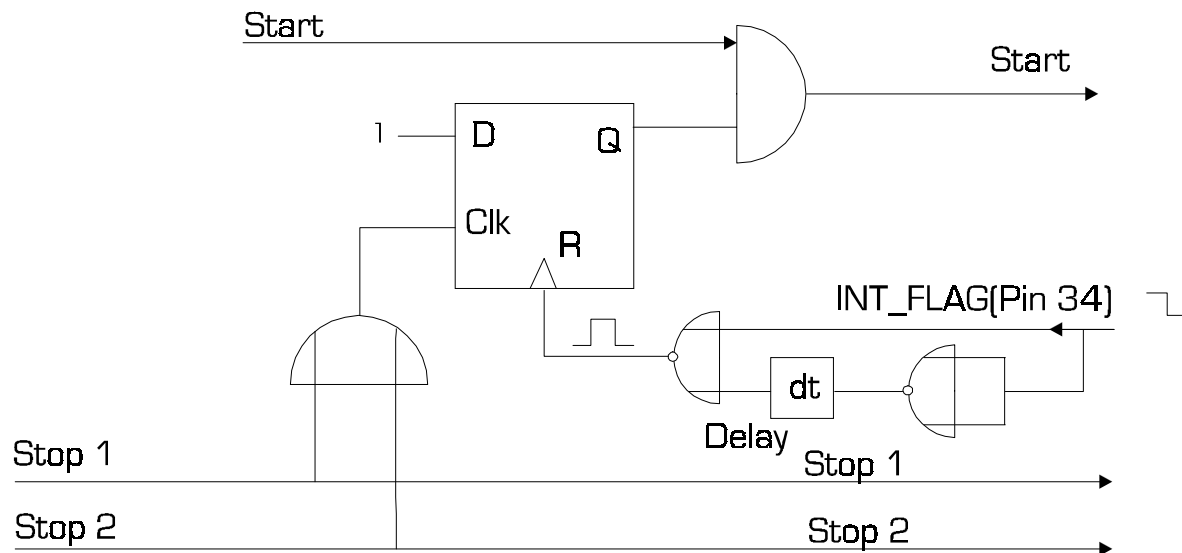 Start
Start
1
D
Q
Clk
R
INT_FLAG(Pin 34)
dt
Delay
Stop 1
Stop 1
Stop 2
Stop 2